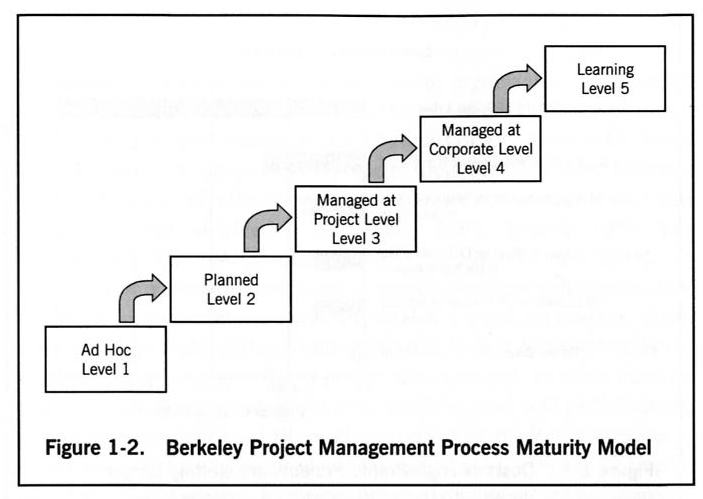 Learning
Level 5
Managed at
Corporate Level
Level 4
Managed at
Project Level
Level 3
Planned
Level 2
Ad Hoc
Level 1
Figure 1-2. Berkeley Project Management Process Maturity Model